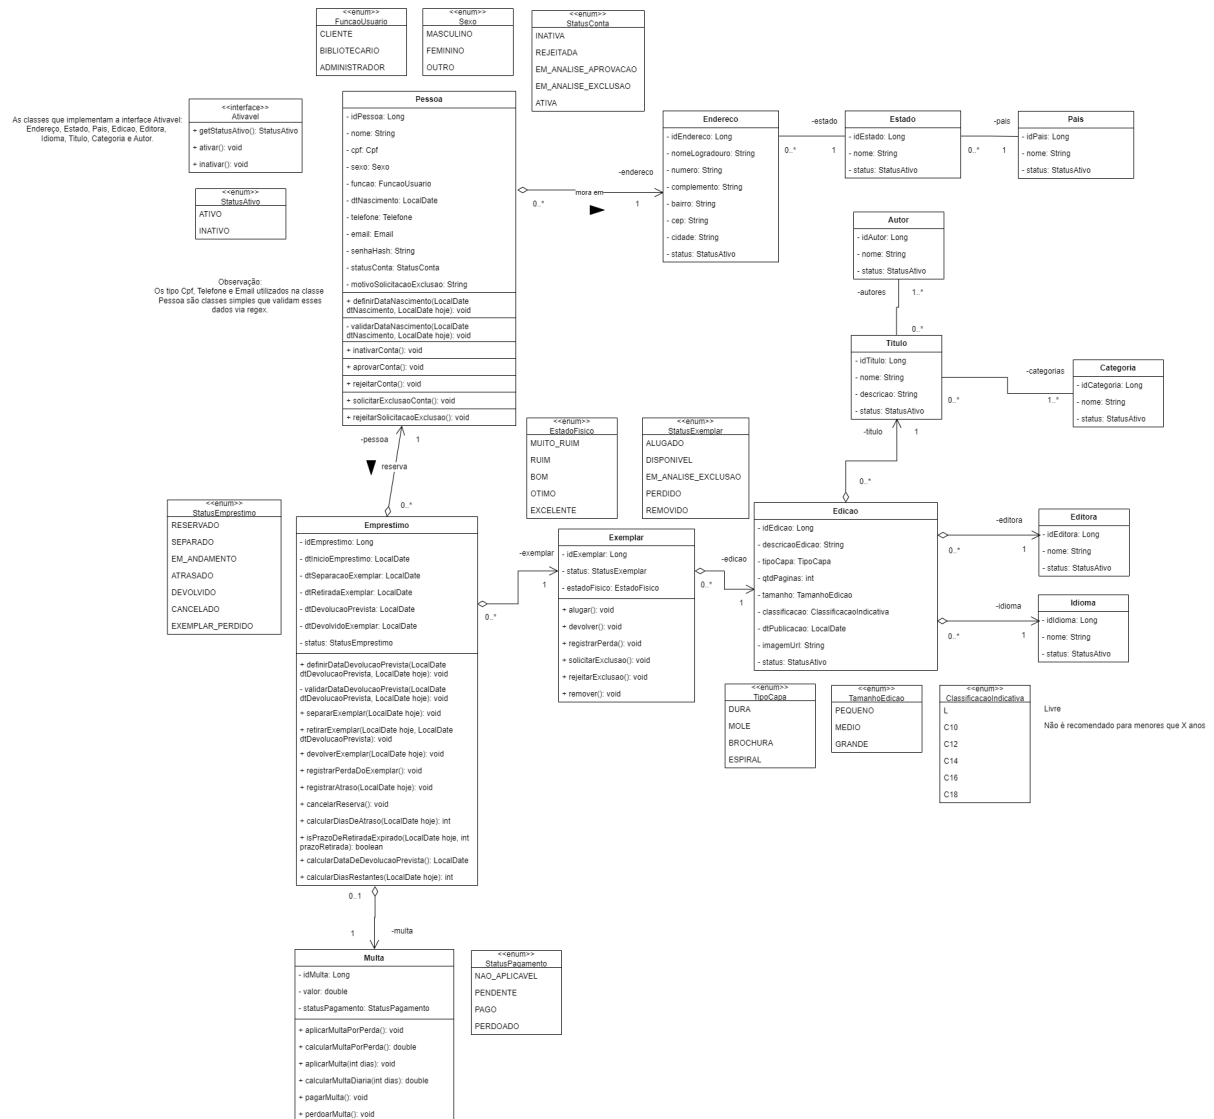 <<enum>>
FuncaoUsuario
CLIENTE
BIBLIOTECARIO
ADMINISTRADOR
<<enum>>
Sexo
MASCULINO
FEMININO
OUTRO
<<enum>>
StatusConta
INATIVA
REJEITADA
EM_ANALISE_APROVACAO
EM_ANALISE_EXCLUSAO
ATIVA
As classes que implementam a interface Ativavel:
Endereço, Estado, Pais, Edicao, Editora,
Idioma, Titulo, Categoria e Autor.
<<interface>>
Ativavel
+ getStatusAtivo(): StatusAtivo
+ ativar(): void
+ inativar(): void
<<enum>>
StatusAtivo
ATIVO
INATIVO
Observação:
Os tipo Cpf, Telefone e Email utilizados na classe
Pessoa são classes simples que validam esses
dados via regex.
Pessoa
- idPessoa: Long
- nome: String
- cpf: Cpf
- sexo: Sexo
- funcao: FuncaoUsuario
- dtNascimento: LocalDate
- telefone: Telefone
- email: Email
- senhaHash: String
- statusConta: StatusConta
- motivoSolicitacaoExclusao: String
+ definirDataNascimento(LocalDate
dtNascimento, LocalDate hoje): void
- validarDataNascimento(LocalDate
dtNascimento, LocalDate hoje): void
+ inativarConta(): void
+ aprovarConta(): void
+ rejeitarConta(): void
+ solicitarExclusaoConta(): void
+ rejeitarSolicitacaoExclusao(): void
-endereco
mora em
0..*
1
Endereco
- idEndereco: Long
- nomeLogradouro: String
- numero: String
- complemento: String
- bairro: String
- cep: String
- cidade: String
- status: StatusAtivo
-estado
0..*
1
Estado
- idEstado: Long
- nome: String
- status: StatusAtivo
-pais
0..*
1
Pais
- idPais: Long
- nome: String
- status: StatusAtivo
Autor
- idAutor: Long
- nome: String
- status: StatusAtivo
-autores
1..*
0..*
Titulo
- idTitulo: Long
- nome: String
- descricao: String
- status: StatusAtivo
-categorias
0..*
1..*
Categoria
- idCategoria: Long
- nome: String
- status: StatusAtivo
-titulo
1
0..*
-pessoa
1
reserva
0..*
<<enum>>
EstadoFisico
MUITO_RUIM
RUIM
BOM
OTIMO
EXCELENTE
<<enum>>
StatusExemplar
ALUGADO
DISPONIVEL
EM_ANALISE_EXCLUSAO
PERDIDO
REMOVIDO
<<enum>>
StatusEmprestimo
RESERVADO
SEPARADO
EM_ANDAMENTO
ATRASADO
DEVOLVIDO
CANCELADO
EXEMPLAR_PERDIDO
Emprestimo
- idEmprestimo: Long
- dtInicioEmprestimo: LocalDate
- dtSeparacaoExemplar: LocalDate
- dtRetiradaExemplar: LocalDate
- dtDevolucaoPrevista: LocalDate
- dtDevolvidoExemplar: LocalDate
- status: StatusEmprestimo
+ definirDataDevolucaoPrevista(LocalDate
dtDevolucaoPrevista, LocalDate hoje): void
- validarDataDevolucaoPrevista(LocalDate
dtDevolucaoPrevista, LocalDate hoje): void
+ separarExemplar(LocalDate hoje): void
+ retirarExemplar(LocalDate hoje, LocalDate
dtDevolucaoPrevista): void
+ devolverExemplar(LocalDate hoje): void
+ registrarPerdaDoExemplar(): void
+ registrarAtraso(LocalDate hoje): void
+ cancelarReserva(): void
+ calcularDiasDeAtraso(LocalDate hoje): int
+ isPrazoDeRetiradaExpirado(LocalDate hoje, int
prazoRetirada): boolean
+ calcularDataDeDevolucaoPrevista(): LocalDate
+ calcularDiasRestantes(LocalDate hoje): int
-exemplar
0..*
1
Exemplar
- idExemplar: Long
- status: StatusExemplar
- estadoFisico: EstadoFisico
+ alugar(): void
+ devolver(): void
+ registrarPerda(): void
+ solicitarExclusao(): void
+ rejeitarExclusao(): void
+ remover(): void
-edicao
0..*
1
Edicao
- idEdicao: Long
- descricaoEdicao: String
- tipoCapa: TipoCapa
- qtdPaginas: int
- tamanho: TamanhoEdicao
- classificacao: ClassificacaoIndicativa
- dtPublicacao: LocalDate
- imagemUrl: String
- status: StatusAtivo
-editora
0..*
1
Editora
- idEditora: Long
- nome: String
- status: StatusAtivo
-idioma
0..*
1
Idioma
- idIdioma: Long
- nome: String
- status: StatusAtivo
<<enum>>
TipoCapa
DURA
MOLE
BROCHURA
ESPIRAL
<<enum>>
TamanhoEdicao
PEQUENO
MEDIO
GRANDE
<<enum>>
ClassificacaoIndicativa
L
C10
C12
C14
C16
C18
Livre
Não é recomendado para menores que X anos
0..1
1
-multa
Multa
- idMulta: Long
- valor: double
- statusPagamento: StatusPagamento
+ aplicarMultaPorPerda(): void
+ calcularMultaPorPerda(): double
+ aplicarMulta(int dias): void
+ calcularMultaDiaria(int dias): double
+ pagarMulta(): void
+ perdoarMulta(): void
<<enum>>
StatusPagamento
NAO_APLICAVEL
PENDENTE
PAGO
PERDOADO